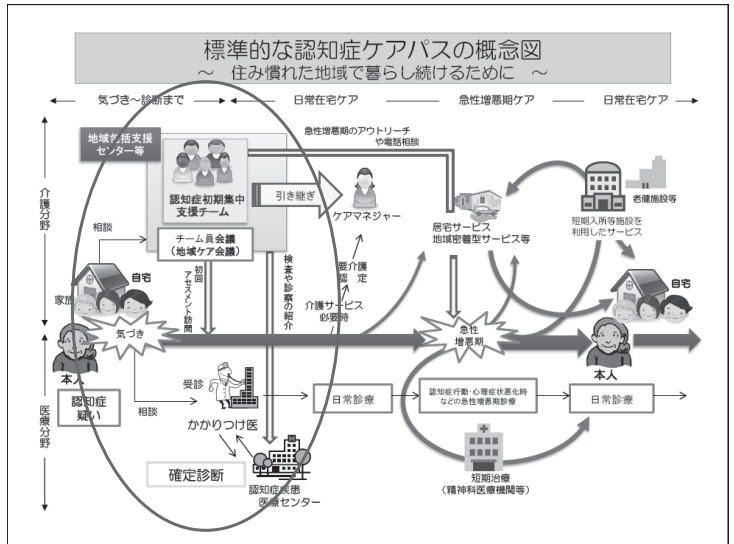 標準的な認知症ケアパスの概念図
～ 住み慣れた地域で暮らし続けるために ～
気づき～診断まで
日常在宅ケア
急性増悪期ケア
日常在宅ケア
介護分野
医療分野
地域包括支援
センター等
認知症初期集中
支援チーム
チーム員会議
（地域ケア会議）
引き継ぎ
ケアマネジャー
急性増悪期のアウトリーチ
や電話相談
居宅サービス
地域密着型サービス等
老健施設等
短期入所等施設を
利用したサービス
相談
自宅
家族
気づき
本人
認知症
疑い
初回
アセスメント訪問
検査や診察の紹介
要介護
認定
介護サービス
必要時
急性
増悪期
自宅
本人
相談
受診
かかりつけ医
確定診断
認知症疾患
医療センター
日常診療
認知症行動・心理症状悪化時
などの急性増悪期診療
日常診療
短期治療
（精神科医療機関等）